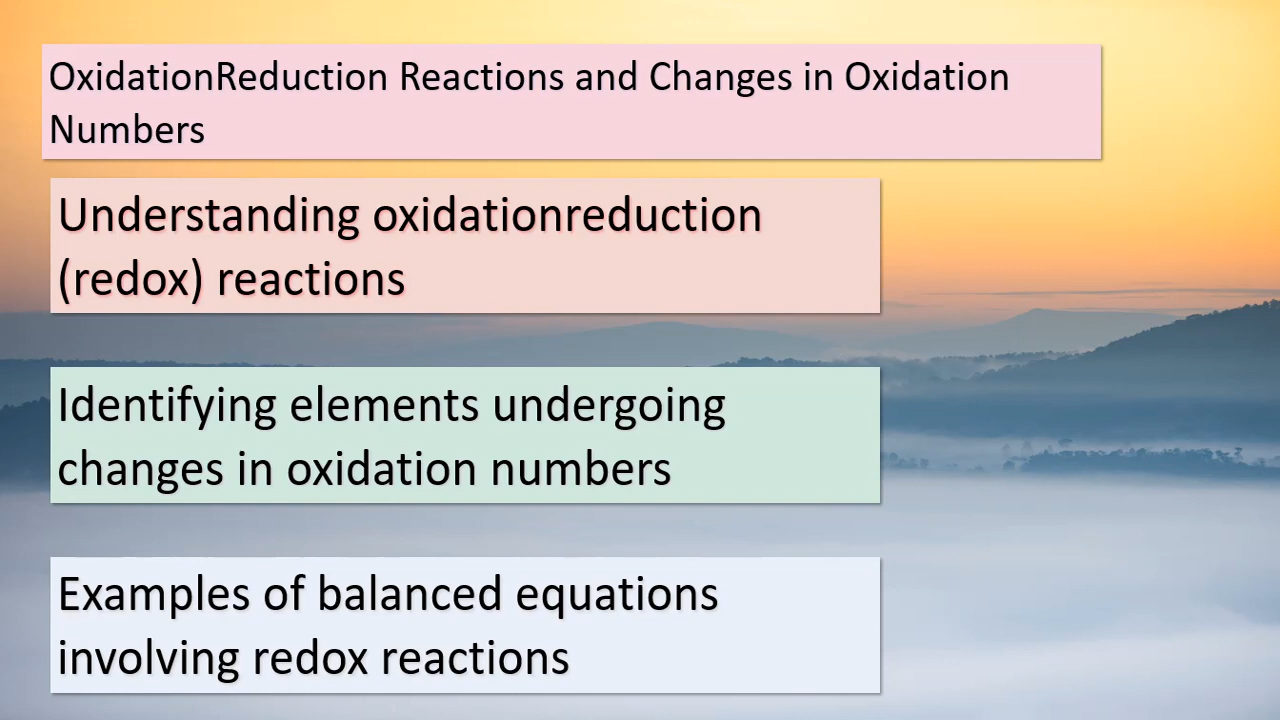 OxidationReduction Reactions and Changes in Oxidation
Numbers
Understanding oxidationreduction
(redox) reactions
Identifying elements undergoing
changes in oxidation numbers
Examples of balanced equations
involving redox reactions